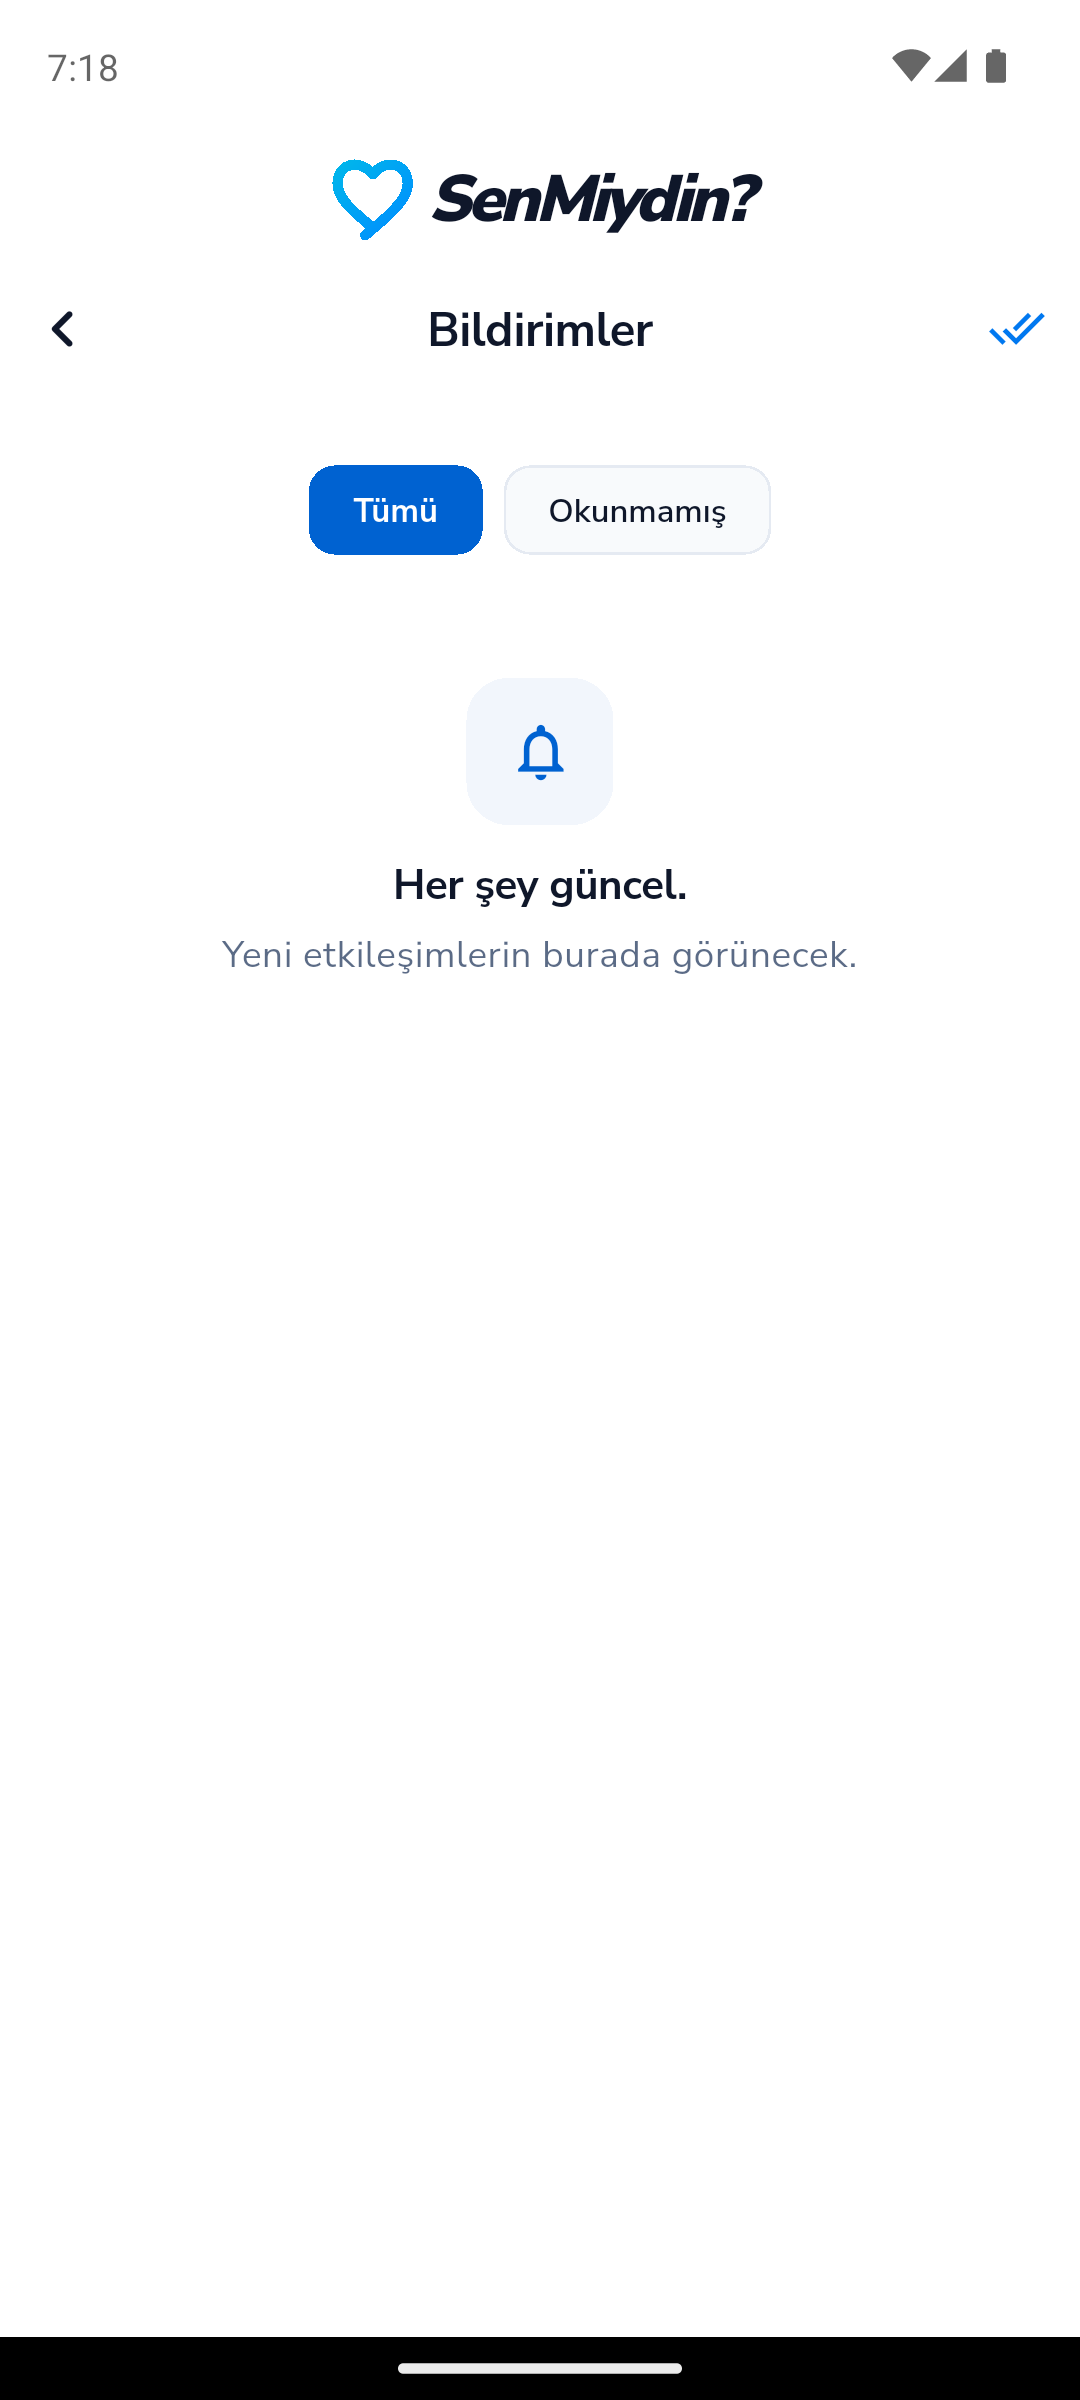 7:18
SenMiydin?
Bildirimler
Tümü
Okunmamış
Her şey güncel.
Yeni etkileşimlerin burada görünecek.